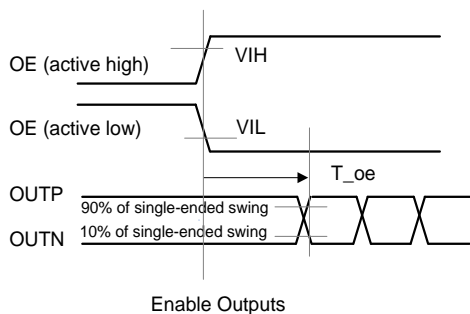 OE (active high)
VIH
OE (active low)
VIL
T_oe
OUTP
90% of single-ended swing
10% of single-ended swing
OUTN
Enable Outputs